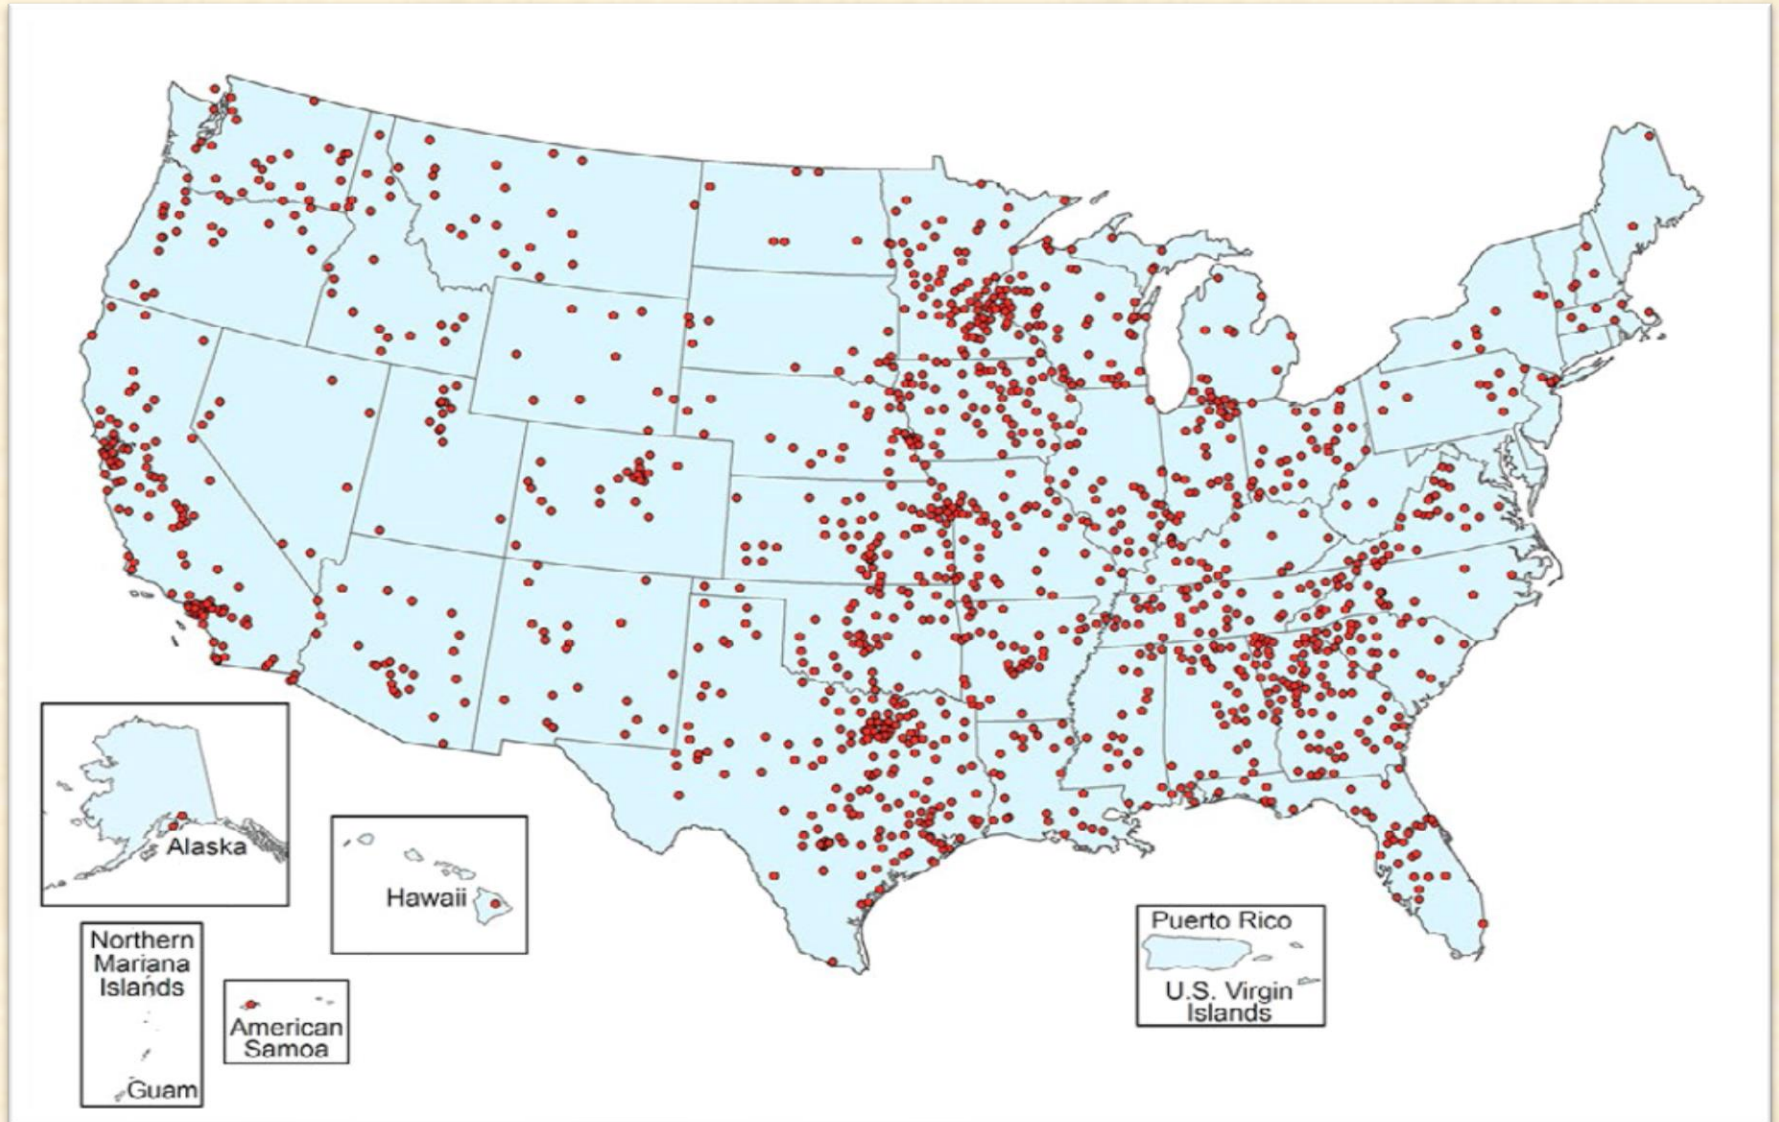 Alaska
Hawaii
Northern
Mariana
Islands
Guam
American
Samoa
Puerto Rico
U.S. Virgin
Islands